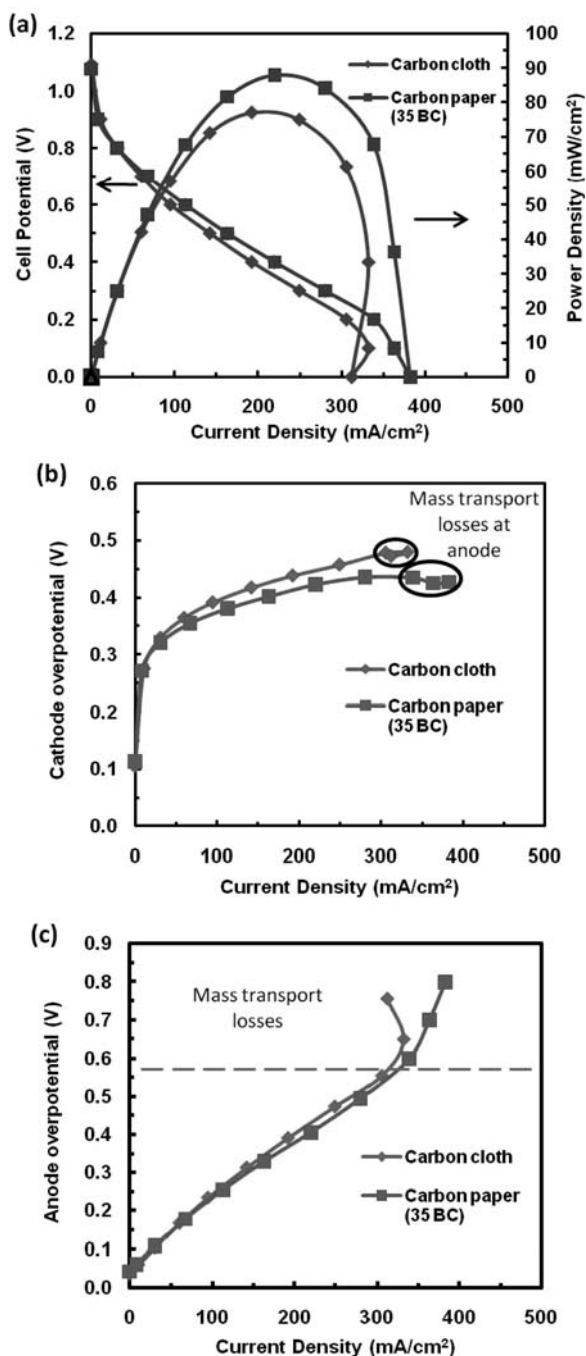 (a)
1.2
1.0
0.8
0.6
0.4
0.2
0.0
Cell Potential (V)
Carbon cloth
Carbon paper
(35 BC)
100
90
80
70
60
50
40
30
20
10
0
Power Density (mW/cm²)
0
100
200
300
400
500
Current Density (mA/cm²)
(b)
0.6
0.5
0.4
0.3
0.2
0.1
0.0
Cathode overpotential (V)
Mass transport
losses at
anode
Carbon cloth
Carbon paper
(35 BC)
0
100
200
300
400
500
Current Density (mA/cm²)
(c)
0.9
0.8
0.7
0.6
0.5
0.4
0.3
0.2
0.1
0.0
Anode overpotential (V)
Mass transport
losses
Carbon cloth
Carbon paper
(35 BC)
0
100
200
300
400
500
Current Density (mA/cm²)